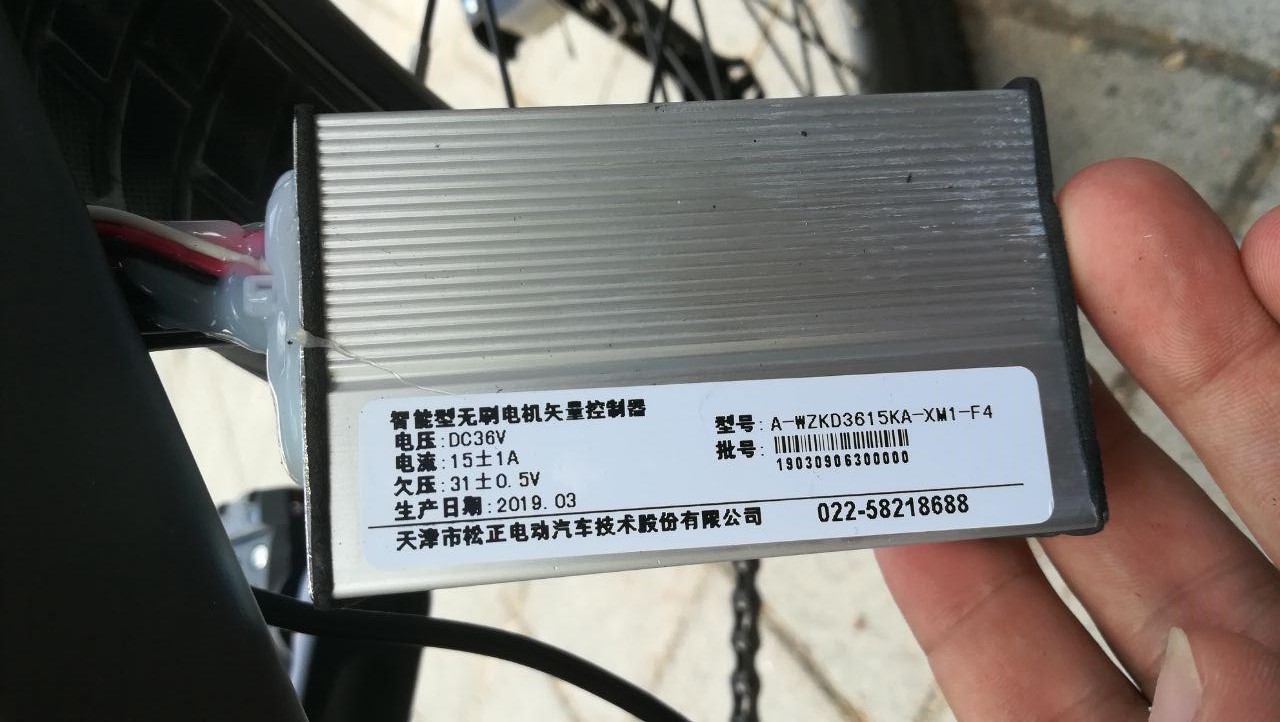 智能型无刷电机矢量控制器
电压:DC36V
电流:15±1A
欠压:31±0.5V
生产日期:2019.03
型号:A-WZKD3615KA-XM1-F4
批号:
19030906300000
天津市松正电动汽车技术股份有限公司 022-58218688